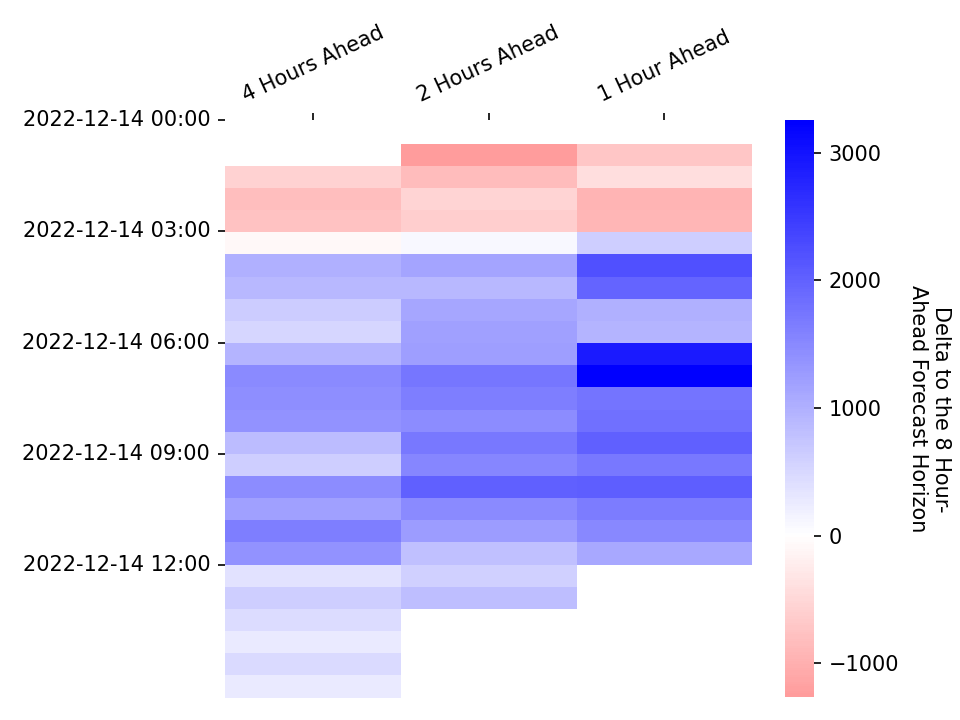 4 Hours Ahead
2 Hours Ahead
1 Hour Ahead
2022-12-14 00:00
2022-12-14 03:00
2022-12-14 06:00
2022-12-14 09:00
2022-12-14 12:00
3000
2000
1000
0
−1000
Delta to the 8 Hour-
Ahead Forecast Horizon